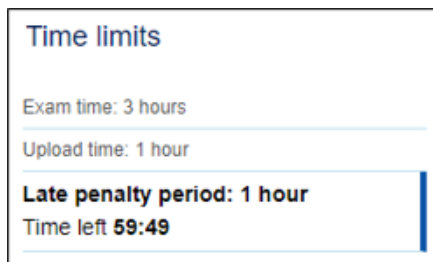 Time limits
Exam time: 3 hours
Upload time: 1 hour
Late penalty period: 1 hour
Time left 59:49